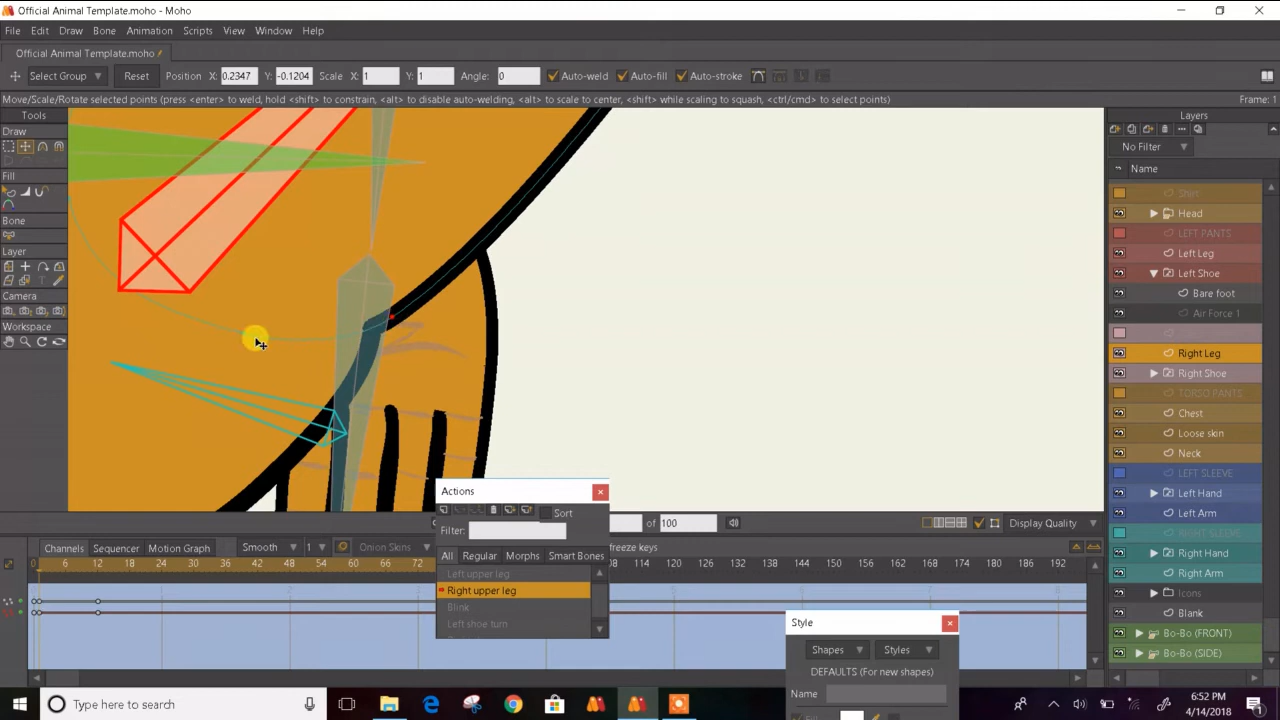 Official Animal Template.moho - Moho
File Edit Draw Bone Animation Scripts View Window Help
Official Animal Template.moho
Select Group Reset Position X: 0.2347 Y: -0.1204 Scale X: 1 Y: 1 Angle: 0 Auto-weld Auto-fill Auto-stroke
Move/Scale/Rotate selected points (press <enter> to weld, hold <shift> to constrain, <alt> to disable auto-welding, <alt> to scale to center, <shift> while scaling to squash, <ctrl/cmd> to select points) Frame: 1
Tools
Draw
Fill
Bone
Layer
Camera
Workspace
Layers
No Filter
Name
Shirt
Head
LEFT PANTS
Left Leg
Left Shoe
Bare foot
Air Force 1
Right Leg
Right Shoe
TORSO PANTS
Chest
Loose skin
Neck
LEFT SLEEVE
Left Hand
Left Arm
RIGHT SLEEVE
Right Hand
Right Arm
Icons
Blank
Bo-Bo (FRONT)
Bo-Bo (SIDE)
Actions
Sort
Filter:
All Regular Morphs Smart Bones
Left upper leg
Right upper leg
Blink
Left shoe turn
of 100 Display Quality
Channels Sequencer Motion Graph Smooth 1 Onion Skins freeze keys
0 6 12 18 24 30 36 42 48 54 60 66 72 108 114 120 126 132 138 144 150 156 162 168 174 180 186 192
Style
Shapes Styles
DEFAULTS (For new shapes)
Name
Fill
Type here to search
6:52 PM
4/14/2018